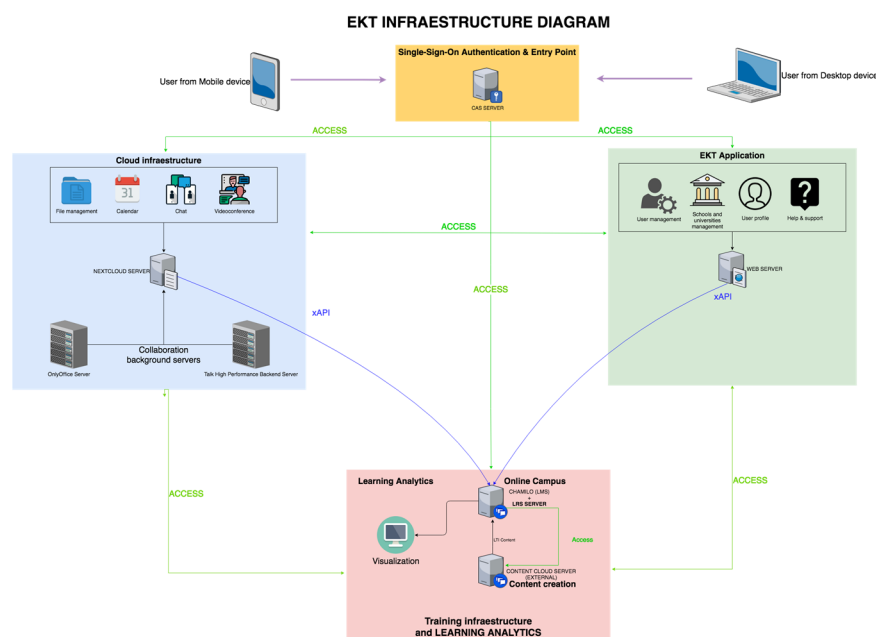 EKT INFRAESTRUCTURE DIAGRAM
Single-Sign-On Authentication & Entry Point
User from Mobile device
User from Desktop device
CAS SERVER
ACCESS
ACCESS
Cloud infraestructure
EKT Application
31
File management
Calendar
Chat
Videoconference
User management
Schools and
universities
management
User profile
Help & support
ACCESS
NEXTCLOUD SERVER
WEB SERVER
ACCESS
xAPI
xAPI
Collaboration
background servers
OnlyOffice Server
Talk High Performance Backend Server
ACCESS
ACCESS
Learning Analytics
Online Campus
CHAMILO (LMS)
+
LRS SERVER
LTI Content
Access
Visualization
CONTENT CLOUD SERVER
(EXTERNAL)
Content creation
Training infraestructure
and LEARNING ANALYTICS